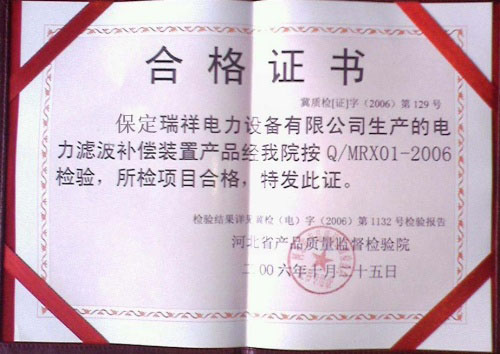 合格证书
冀质检[证]字（2006）第129号
保定瑞祥电力设备有限公司生产的电
力滤波补偿装置产品经我院按Q/MRX01-2006
检验，所检项目合格，特发此证。
检验结果详见冀检（电）字（2006）第1132号检验报告
河北省产品质量监督检验院
二00六年十月二十五日